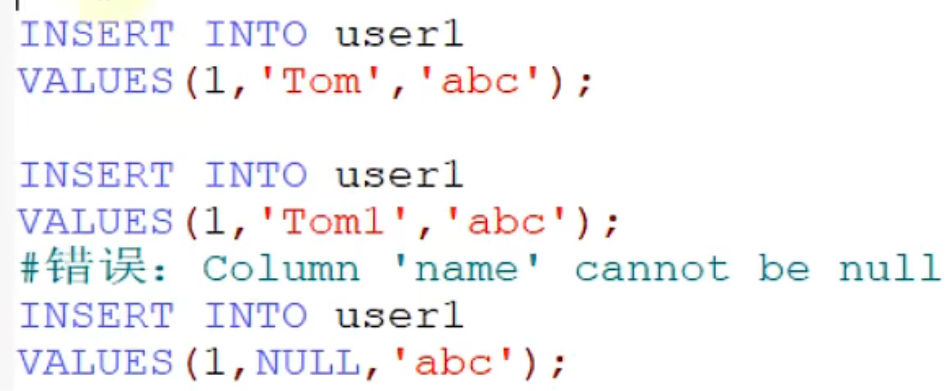 INSERT INTO user1
VALUES(1,'Tom','abc');
INSERT INTO user1
VALUES(1,'Tom1','abc');
#错误：Column 'name' cannot be null
INSERT INTO user1
VALUES(1,NULL,'abc');